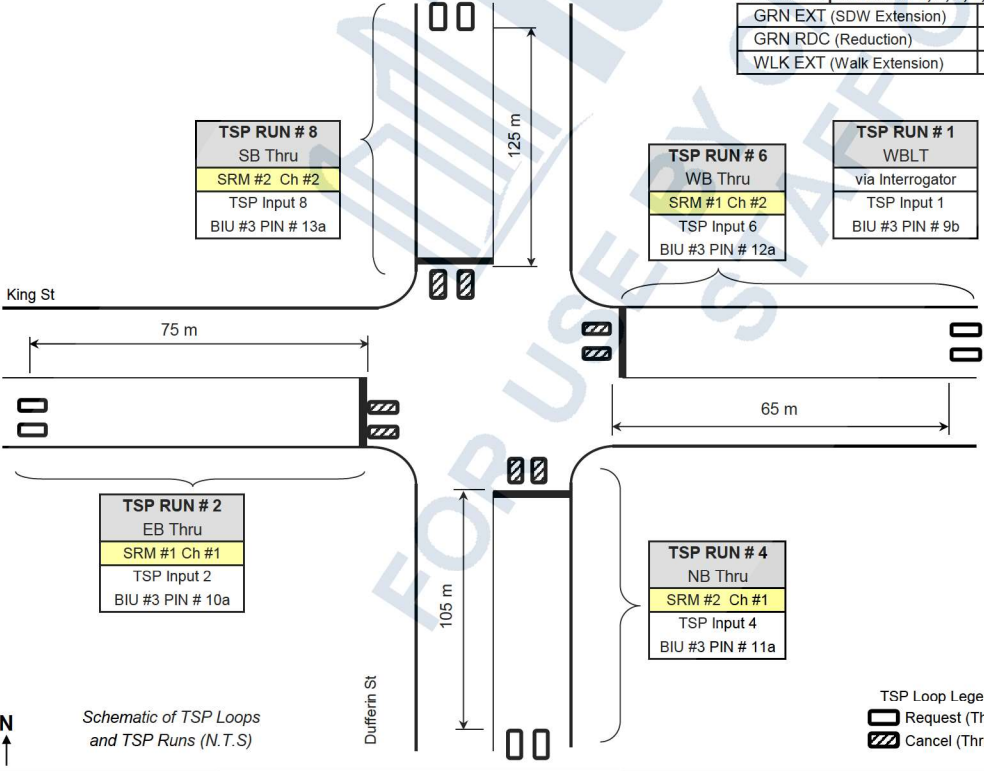 GRN EXT (SDW Extension)
GRN RDC (Reduction)
WLK EXT (Walk Extension)
TSP RUN # 8
SB Thru
SRM #2 Ch #2
TSP Input 8
BIU #3 PIN # 13a
125 m
TSP RUN # 6
WB Thru
SRM #1 Ch #2
TSP Input 6
BIU #3 PIN # 12a
TSP RUN # 1
WBLT
via Interrogator
TSP Input 1
BIU #3 PIN # 9b
King St
75 m
65 m
TSP RUN # 2
EB Thru
SRM #1 Ch #1
TSP Input 2
BIU #3 PIN # 10a
105 m
TSP RUN # 4
NB Thru
SRM #2 Ch #1
TSP Input 4
BIU #3 PIN # 11a
Dufferin St
N
Schematic of TSP Loops
and TSP Runs (N.T.S)
TSP Loop Lege
Request (Th
Cancel (Thr
FOR USE BY
STAFF